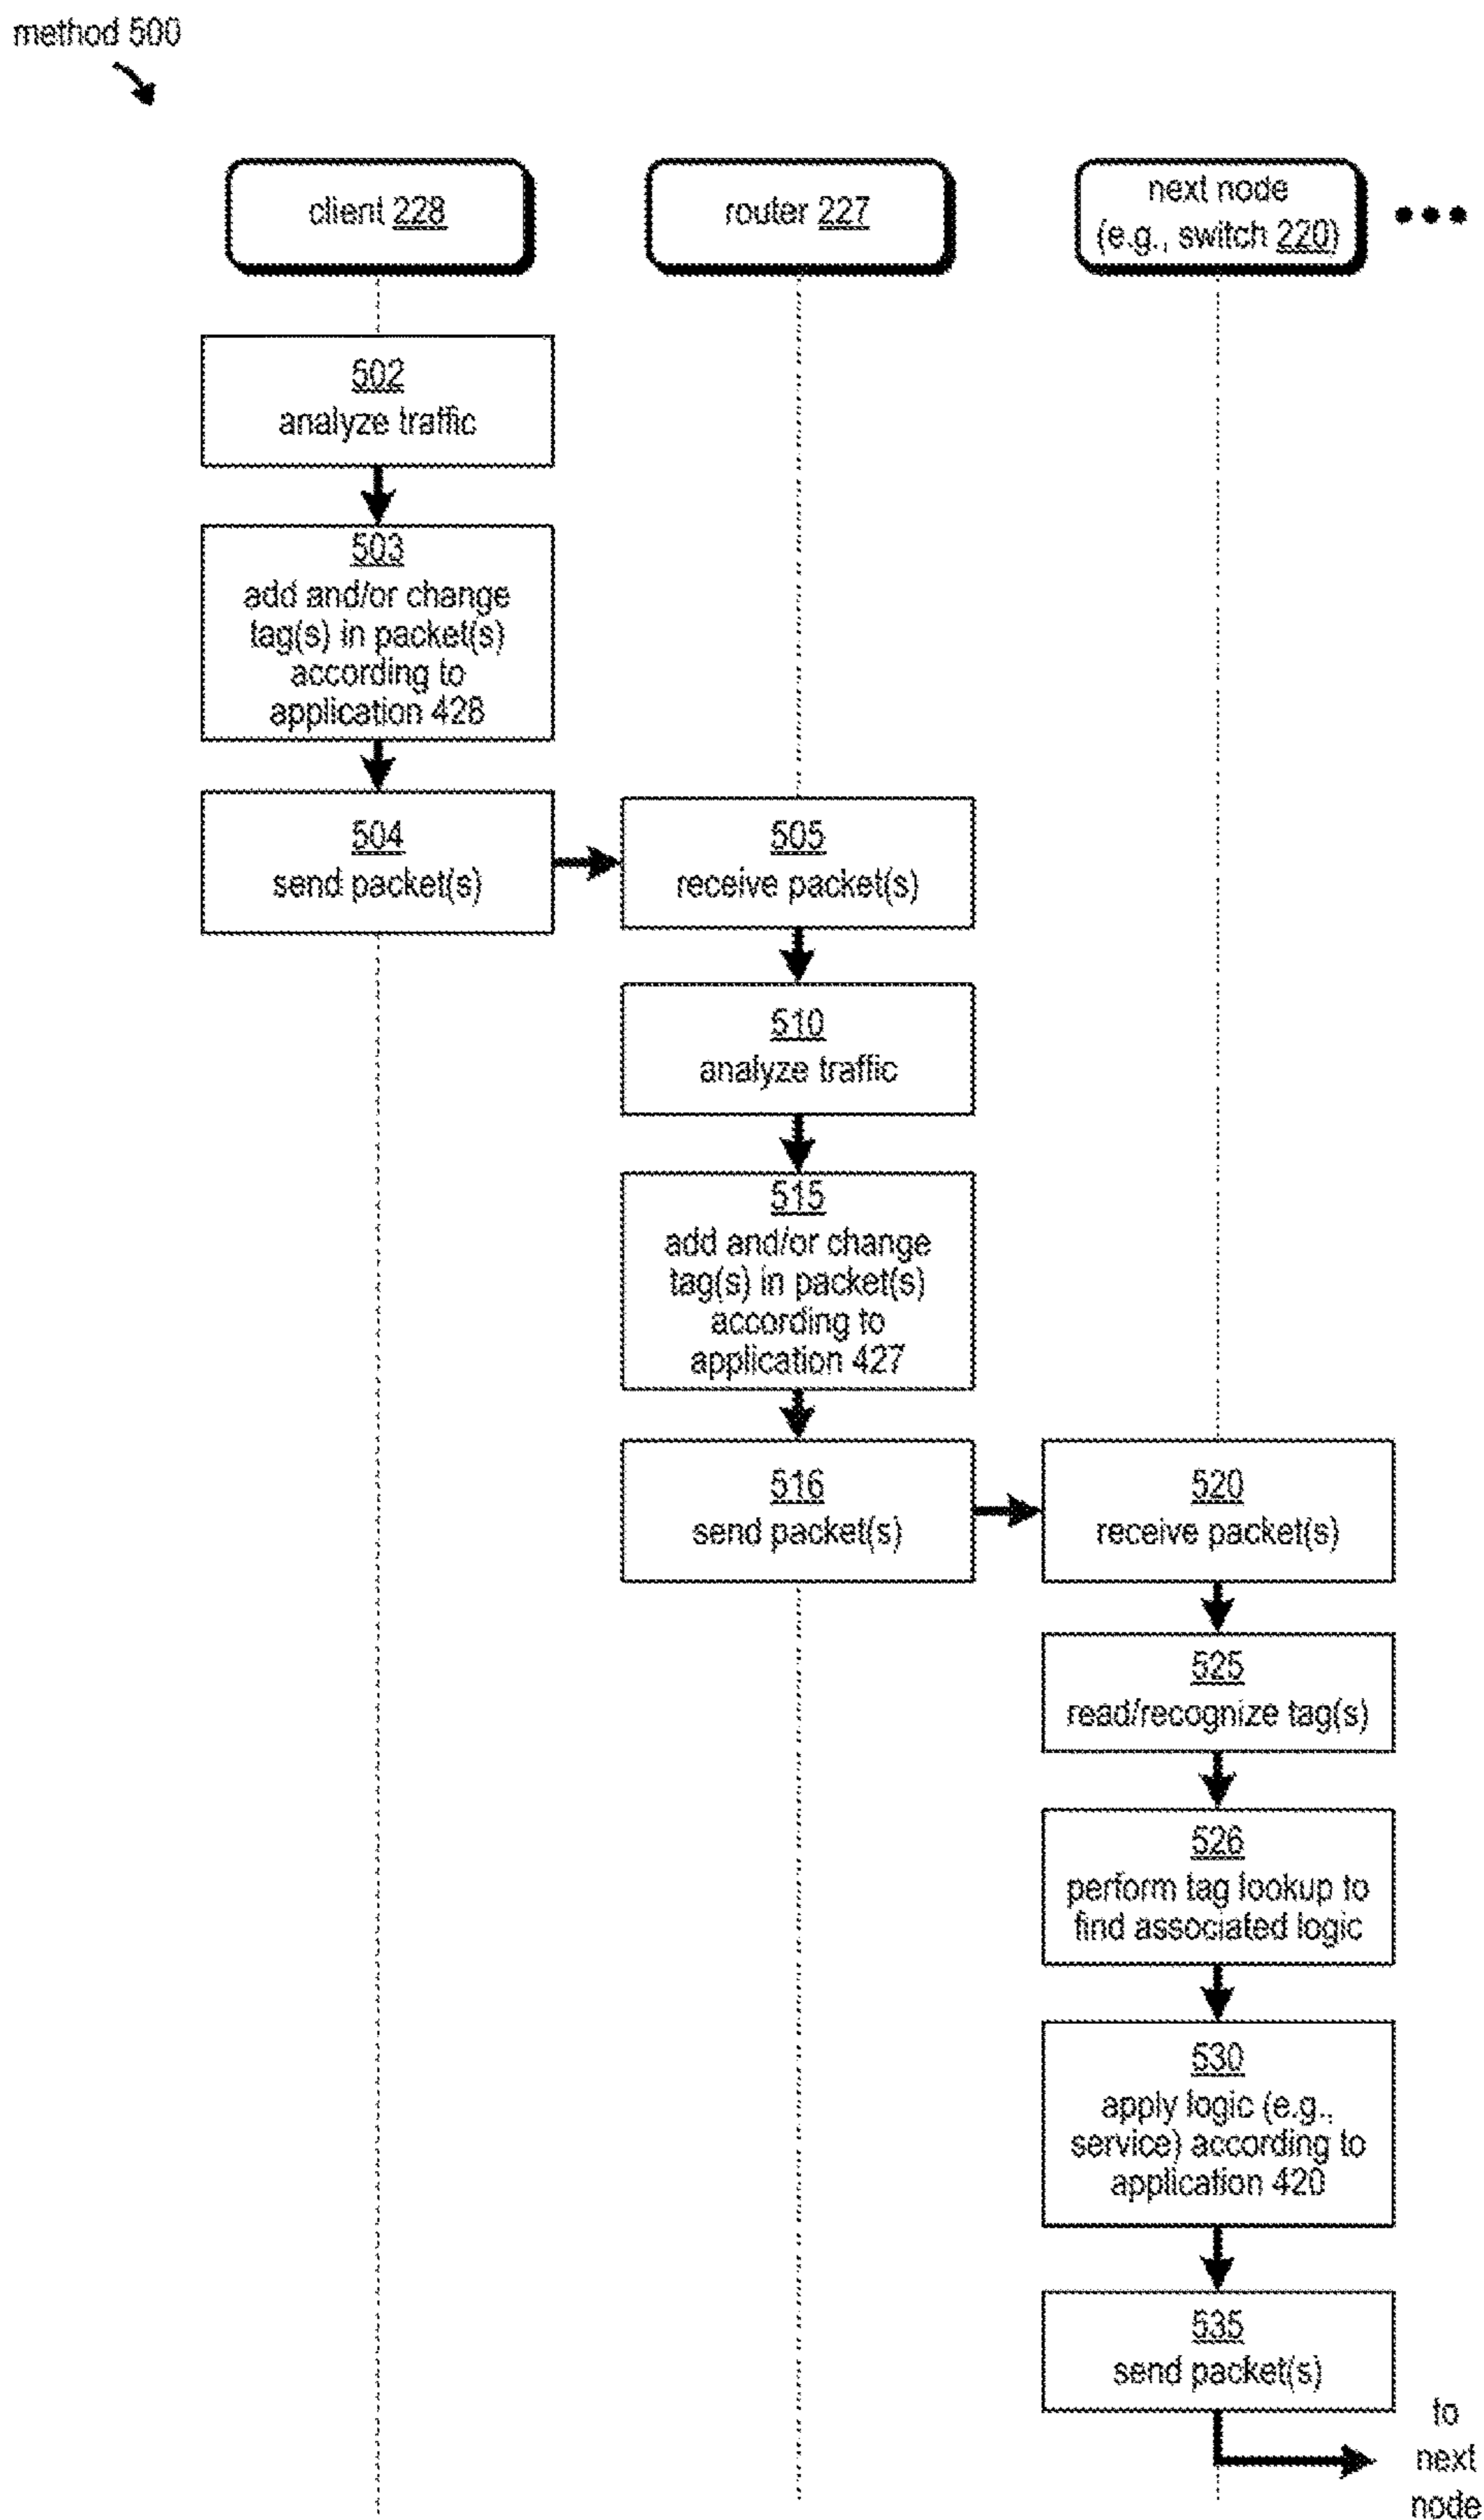 method 500
client 228
router 227
next node
(e.g., switch 220)
502
analyze traffic
503
add and/or change
tag(s) in packet(s)
according to
application 428
504
send packet(s)
505
receive packet(s)
510
analyze traffic
515
add and/or change
tag(s) in packet(s)
according to
application 427
516
send packet(s)
520
receive packet(s)
525
read/recognize tag(s)
526
perform tag lookup to
find associated logic
530
apply logic (e.g.,
service) according to
application 420
535
send packet(s)
to
next
node